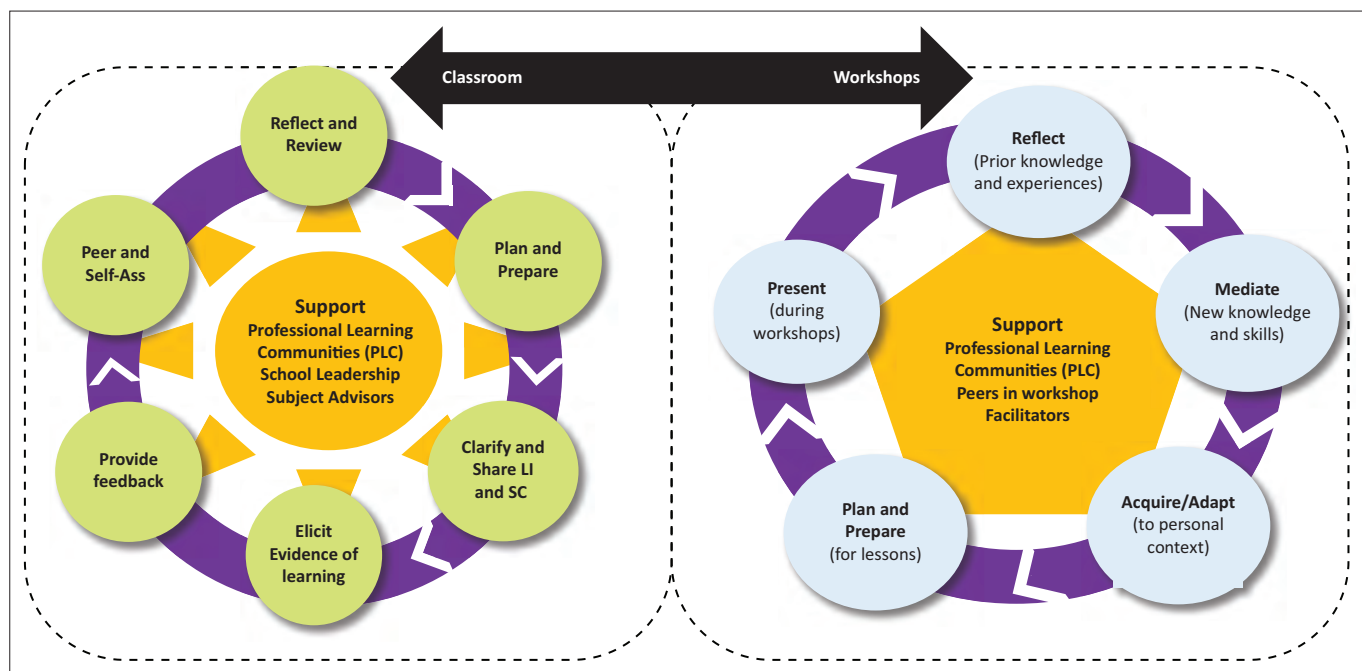 Classroom
Workshops
Reflect and
Review
Plan and
Prepare
Clarify and
Share LI
and SC
Elicit
Evidence of
learning
Provide
feedback
Peer and
Self-Ass
Support
Professional Learning
Communities (PLC)
School Leadership
Subject Advisors
Reflect
(Prior knowledge
and experiences)
Mediate
(New knowledge
and skills)
Acquire/Adapt
(to personal
context)
Plan and
Prepare
(for lessons)
Present
(during
workshops)
Support
Professional Learning
Communities (PLC)
Peers in workshop
Facilitators